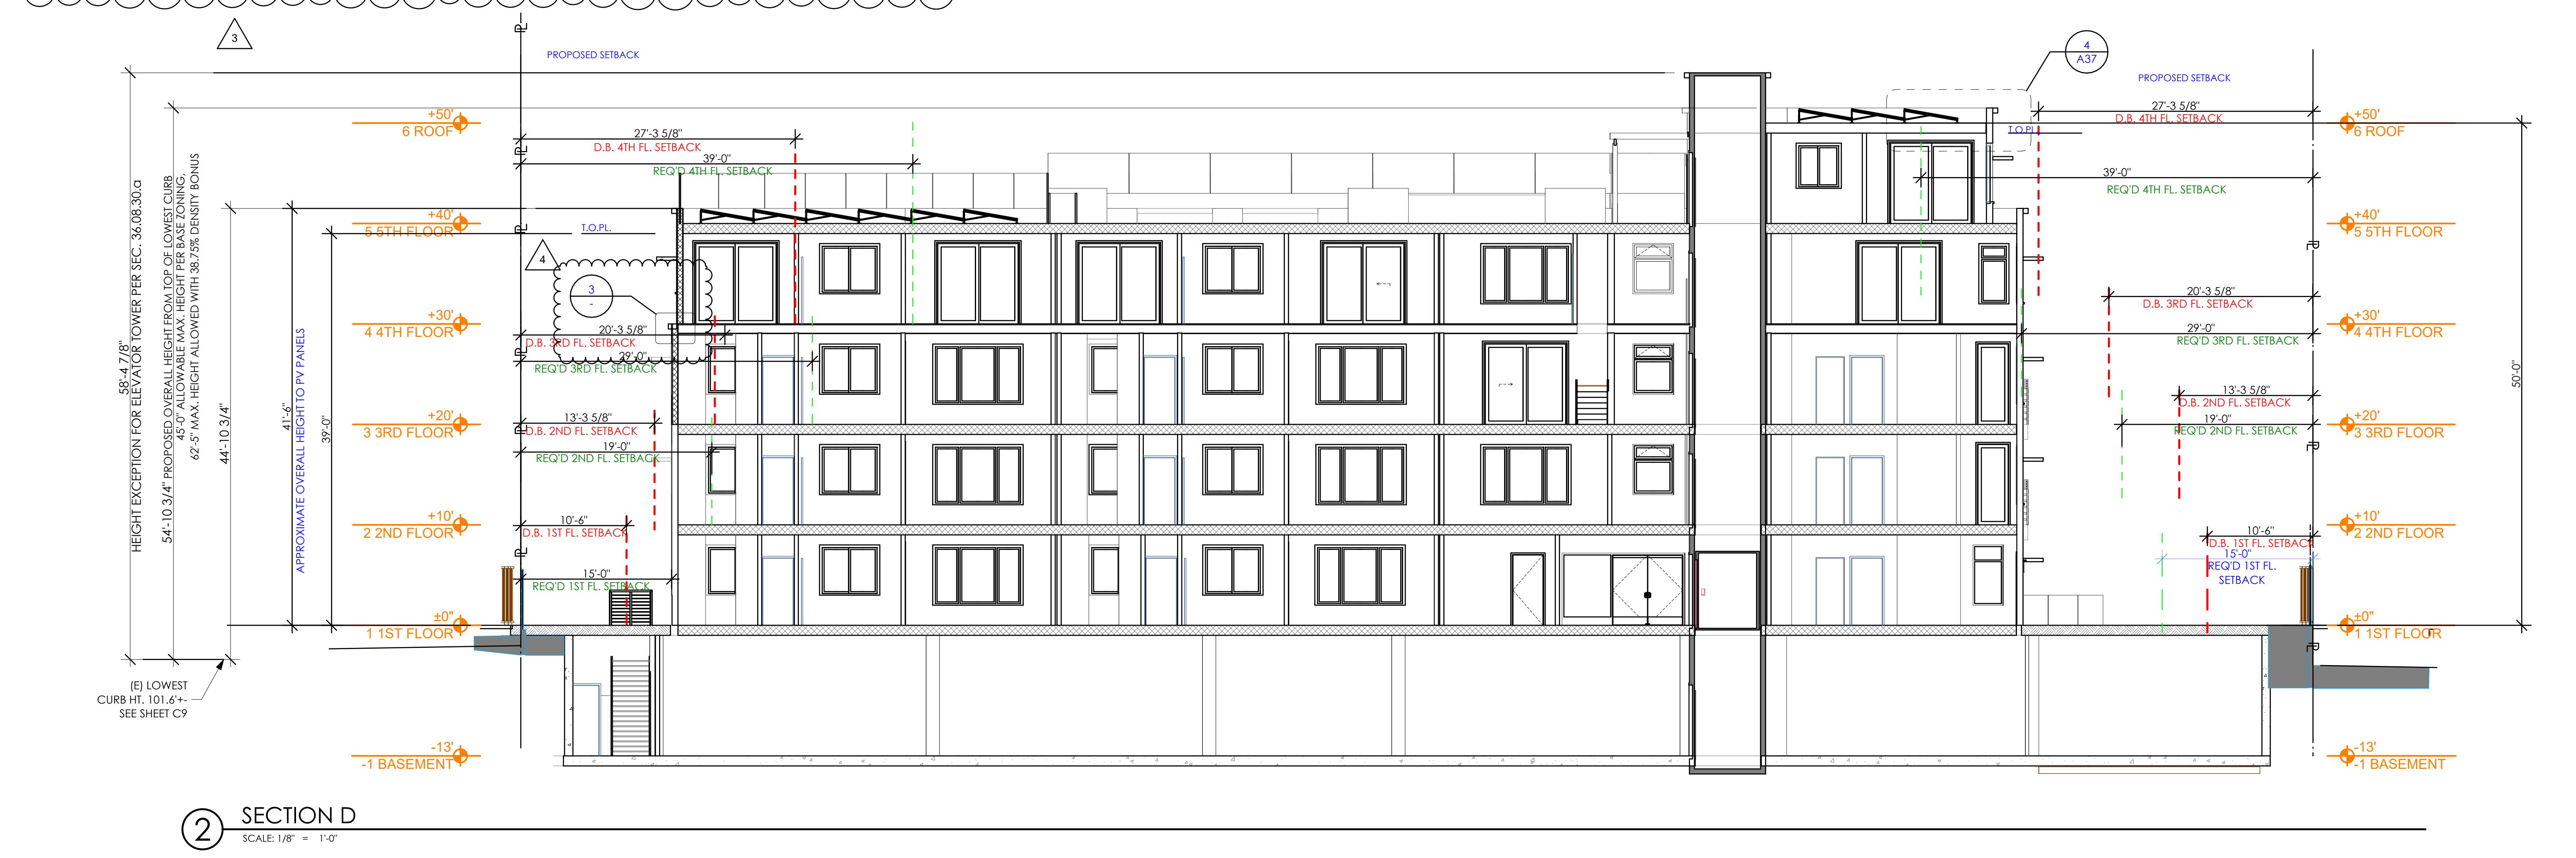 3
PROPOSED SETBACK
4
A37
PROPOSED SETBACK
58'-4 7/8"
HEIGHT EXCEPTION FOR ELEVATOR TOWER PER SEC. 36.08.30.a
54'-10 3/4" PROPOSED OVERALL HEIGHT FROM TOP OF LOWEST CURB
45'-0" ALLOWABLE MAX. HEIGHT PER BASE ZONING,
62'-5" MAX. HEIGHT ALLOWED WITH 38.75% DENSITY BONUS
44'-10 3/4"
41'-6"
APPROXIMATE OVERALL HEIGHT TO PV PANELS
39'-0"
+50'
6 ROOF
+40'
5 5TH FLOOR
+30'
4 4TH FLOOR
+20'
3 3RD FLOOR
+10'
2 2ND FLOOR
±0"
1 1ST FLOOR
-13'
-1 BASEMENT
PL
PL
PL
PL
PL
PL
27'-3 5/8"
D.B. 4TH FL. SETBACK
39'-0"
REQ'D 4TH FL. SETBACK
T.O.PL.
4
3
-
20'-3 5/8"
D.B. 3RD FL. SETBACK
29'-0"
REQ'D 3RD FL. SETBACK
13'-3 5/8"
D.B. 2ND FL. SETBACK
19'-0"
REQ'D 2ND FL. SETBACK
10'-6"
D.B. 1ST FL. SETBACK
15'-0"
REQ'D 1ST FL. SETBACK
(E) LOWEST
CURB HT. 101.6'+-
SEE SHEET C9
27'-3 5/8"
D.B. 4TH FL. SETBACK
T.O.PL.
39'-0"
REQ'D 4TH FL. SETBACK
20'-3 5/8"
D.B. 3RD FL. SETBACK
29'-0"
REQ'D 3RD FL. SETBACK
13'-3 5/8"
D.B. 2ND FL. SETBACK
19'-0"
REQ'D 2ND FL. SETBACK
10'-6"
D.B. 1ST FL. SETBACK
15'-0"
REQ'D 1ST FL.
SETBACK
PL
PL
PL
PL
+50'
6 ROOF
+40'
5 5TH FLOOR
+30'
4 4TH FLOOR
+20'
3 3RD FLOOR
+10'
2 2ND FLOOR
±0"
1 1ST FLOOR
-13'
-1 BASEMENT
50'-0"
2
SECTION D
SCALE: 1/8" = 1'-0"